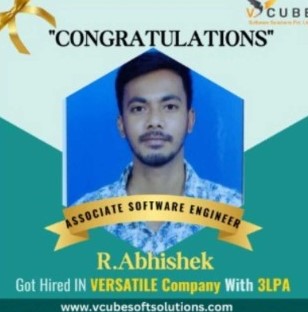 V CUBE
Software Solutions Pvt Ltd
"CONGRATULATIONS"
ASSOCIATE SOFTWARE ENGINEER
R.Abhishek
Got Hired IN VERSATILE Company With 3LPA
www.vcubesoftsolutions.com